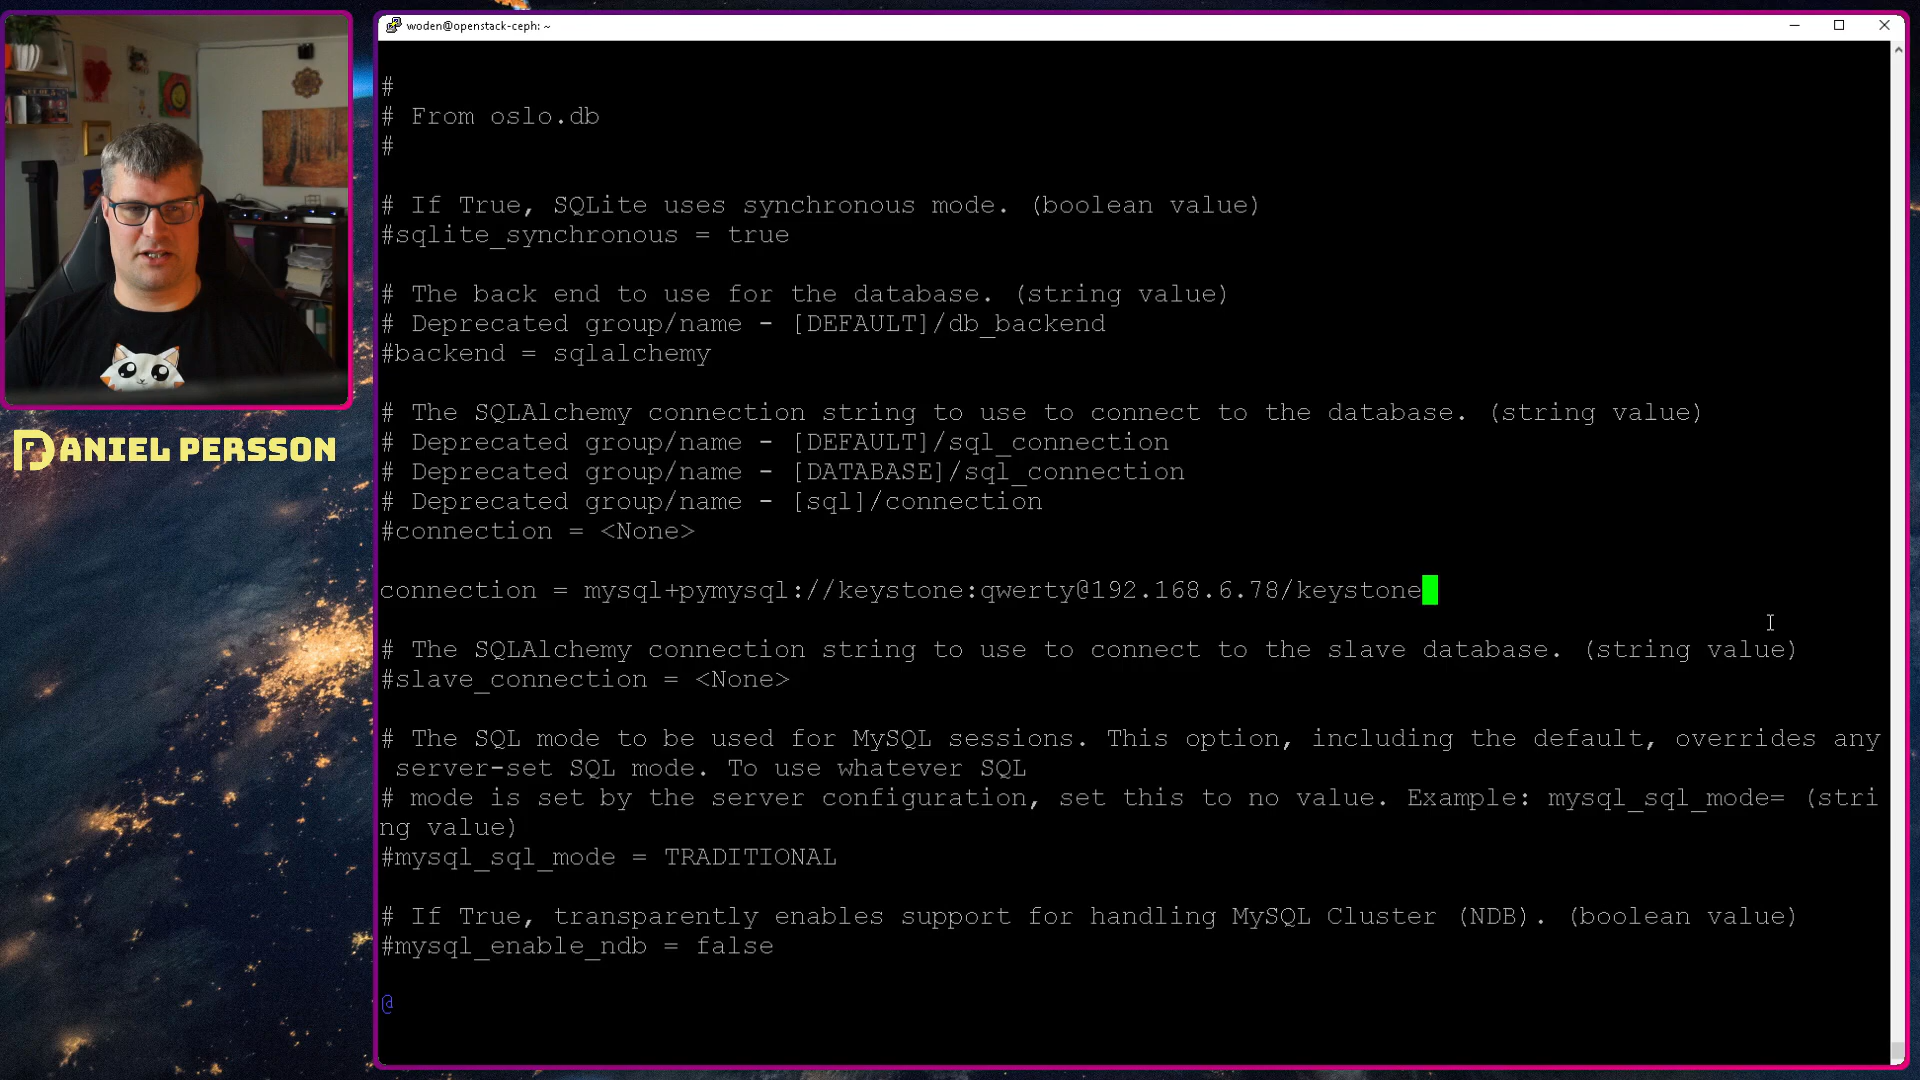 woden@openstack-ceph: ~
#
# From oslo.db
#
# If True, SQLite uses synchronous mode. (boolean value)
#sqlite_synchronous = true
# The back end to use for the database. (string value)
# Deprecated group/name - [DEFAULT]/db_backend
#backend = sqlalchemy
# The SQLAlchemy connection string to use to connect to the database. (string value)
# Deprecated group/name - [DEFAULT]/sql_connection
# Deprecated group/name - [DATABASE]/sql_connection
# Deprecated group/name - [sql]/connection
#connection = <None>
connection = mysql+pymysql://keystone:qwerty@192.168.6.78/keystone
# The SQLAlchemy connection string to use to connect to the slave database. (string value)
#slave_connection = <None>
# The SQL mode to be used for MySQL sessions. This option, including the default, overrides any
server-set SQL mode. To use whatever SQL
# mode is set by the server configuration, set this to no value. Example: mysql_sql_mode= (stri
ng value)
#mysql_sql_mode = TRADITIONAL
# If True, transparently enables support for handling MySQL Cluster (NDB). (boolean value)
#mysql_enable_ndb = false
@
DANIEL PERSSON